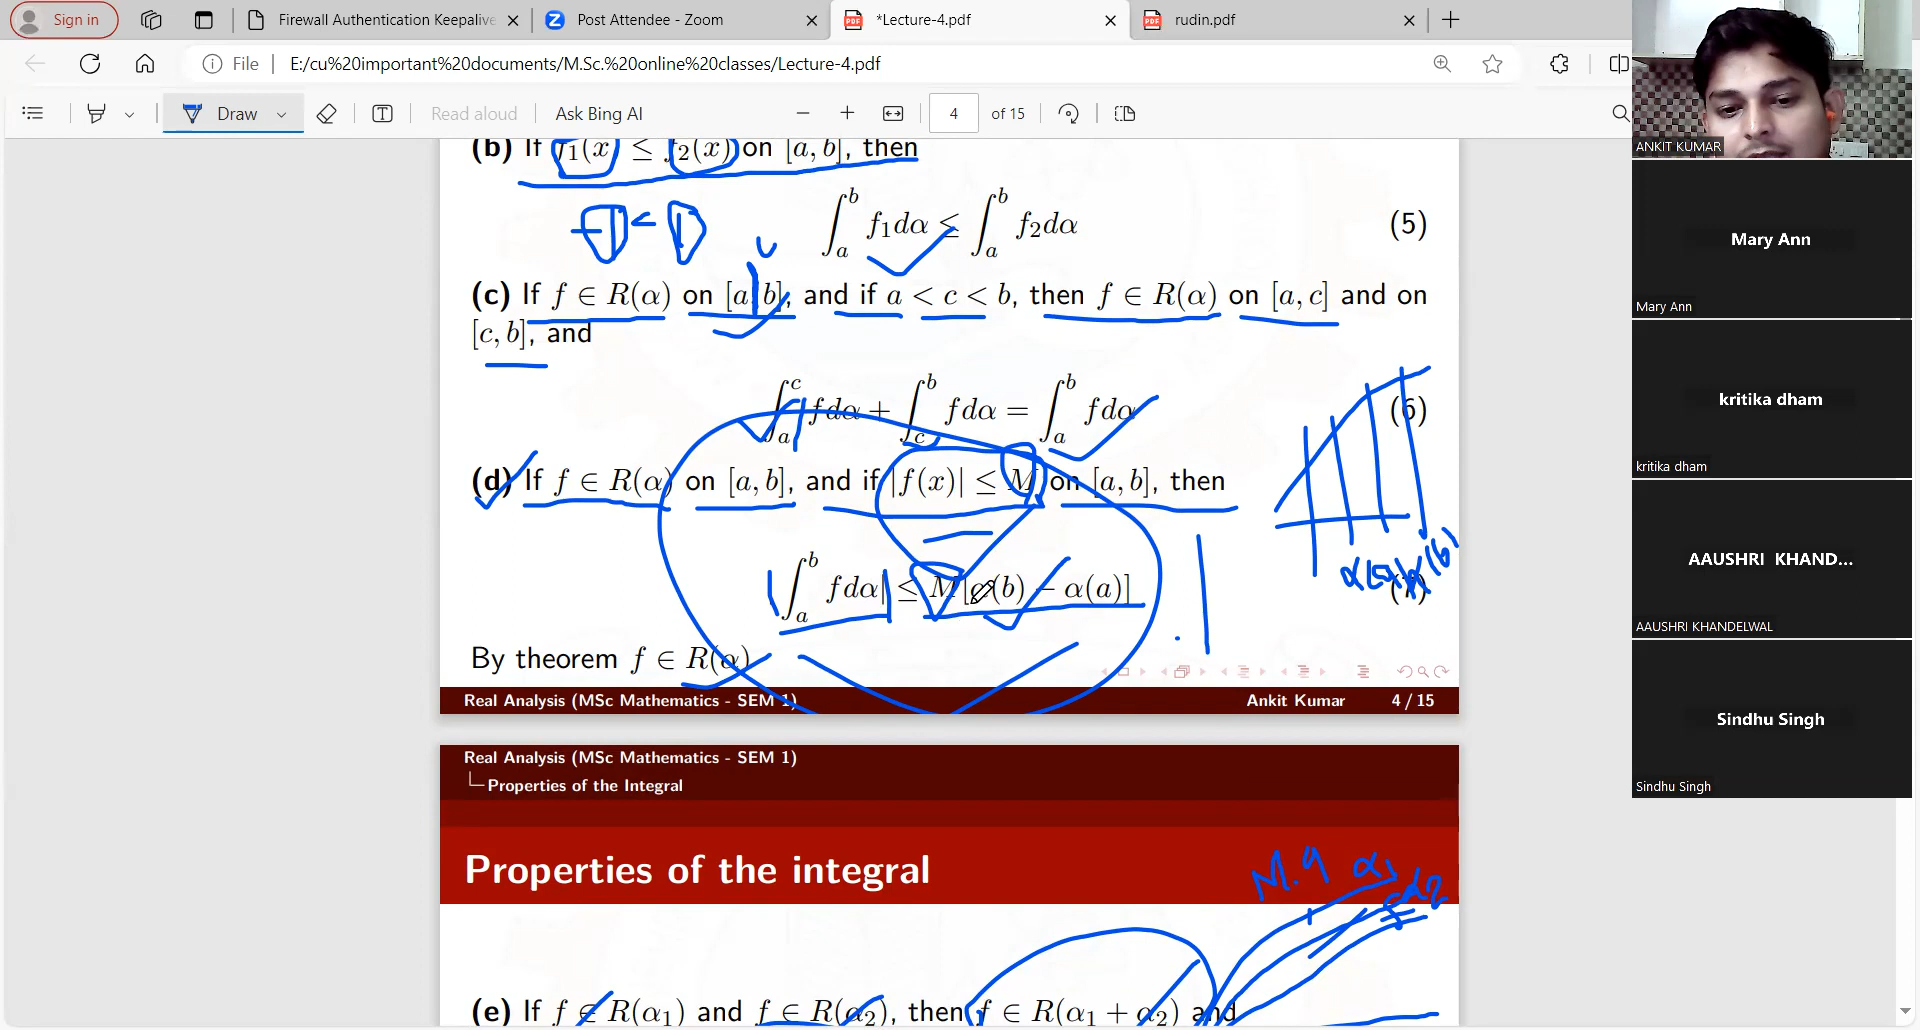 Sign in
Firewall Authentication Keepalive
Post Attendee - Zoom
*Lecture-4.pdf
rudin.pdf
File
E:/cu%20important%20documents/M.Sc.%20online%20classes/Lecture-4.pdf
Draw
Read aloud
Ask Bing AI
4
of 15
(b) If f₁(x) ≤ f₂(x) on [a, b], then
∫ₐᵇ f₁dα ≤ ∫ₐᵇ f₂dα (5)
(c) If f ∈ R(α) on [a, b], and if a < c < b, then f ∈ R(α) on [a, c] and on
[c, b], and
∫ₐᶜ fdα + ∫꜀ᵇ fdα = ∫ₐᵇ fdα (6)
(d) If f ∈ R(α) on [a, b], and if |f(x)| ≤ M on [a, b], then
|∫ₐᵇ fdα| ≤ M[α(b) − α(a)] (7)
By theorem f ∈ R(α)
Real Analysis (MSc Mathematics - SEM 1)
Ankit Kumar
4 / 15
Real Analysis (MSc Mathematics - SEM 1)
Properties of the Integral
Properties of the integral
α₁
α2
(e) If f ∈ R(α₁) and f ∈ R(α₂), then f ∈ R(α₁ + α₂) and
ANKIT KUMAR
Mary Ann
Mary Ann
kritika dham
kritika dham
AAUSHRI KHAND...
AAUSHRI KHANDELWAL
Sindhu Singh
Sindhu Singh